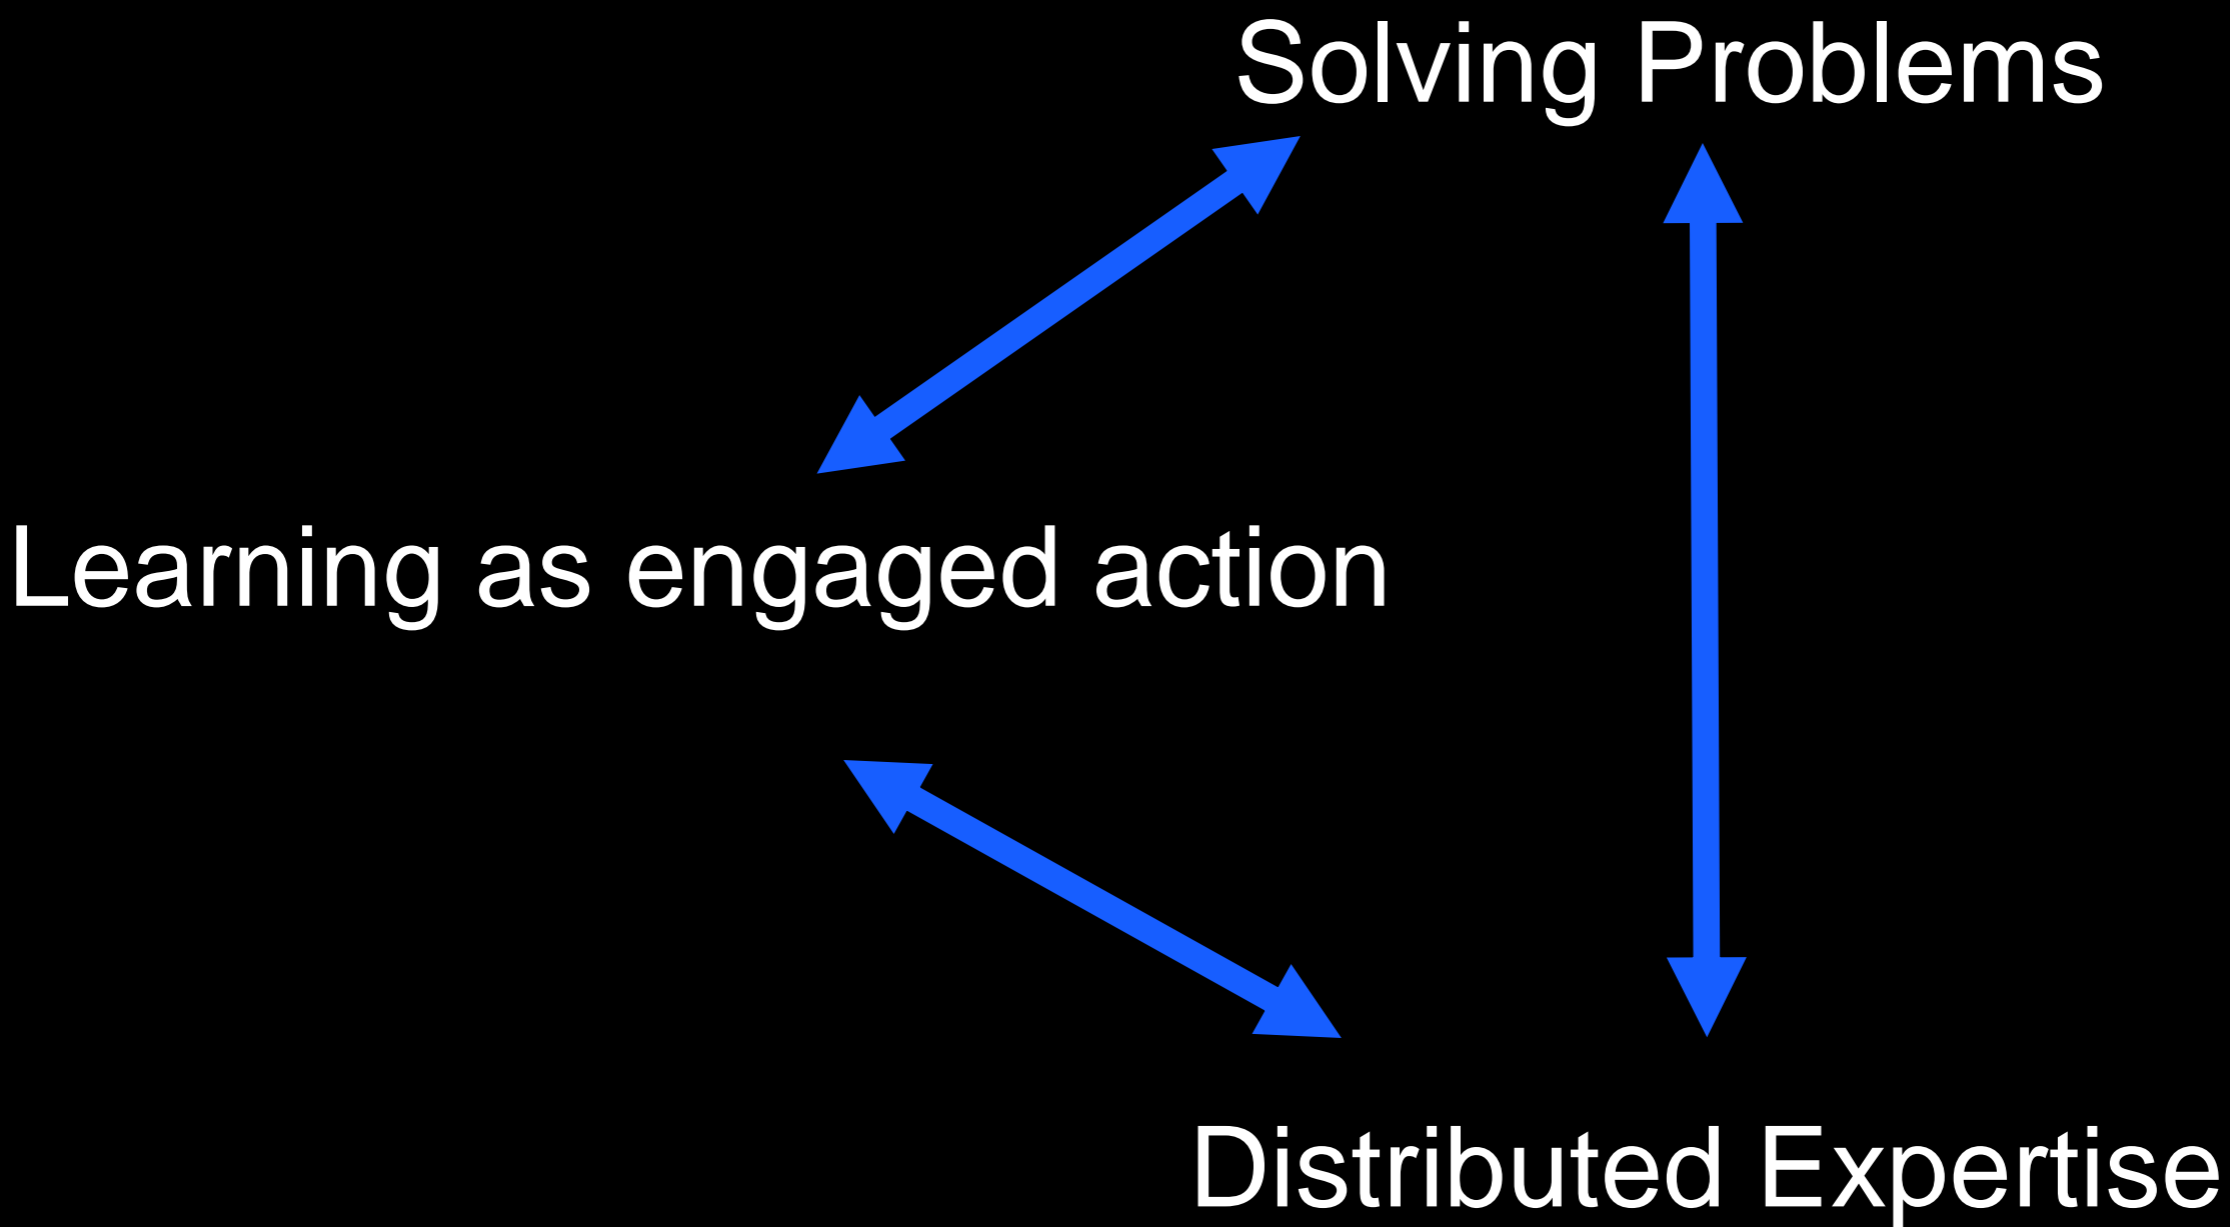 Solving Problems
Learning as engaged action
Distributed Expertise